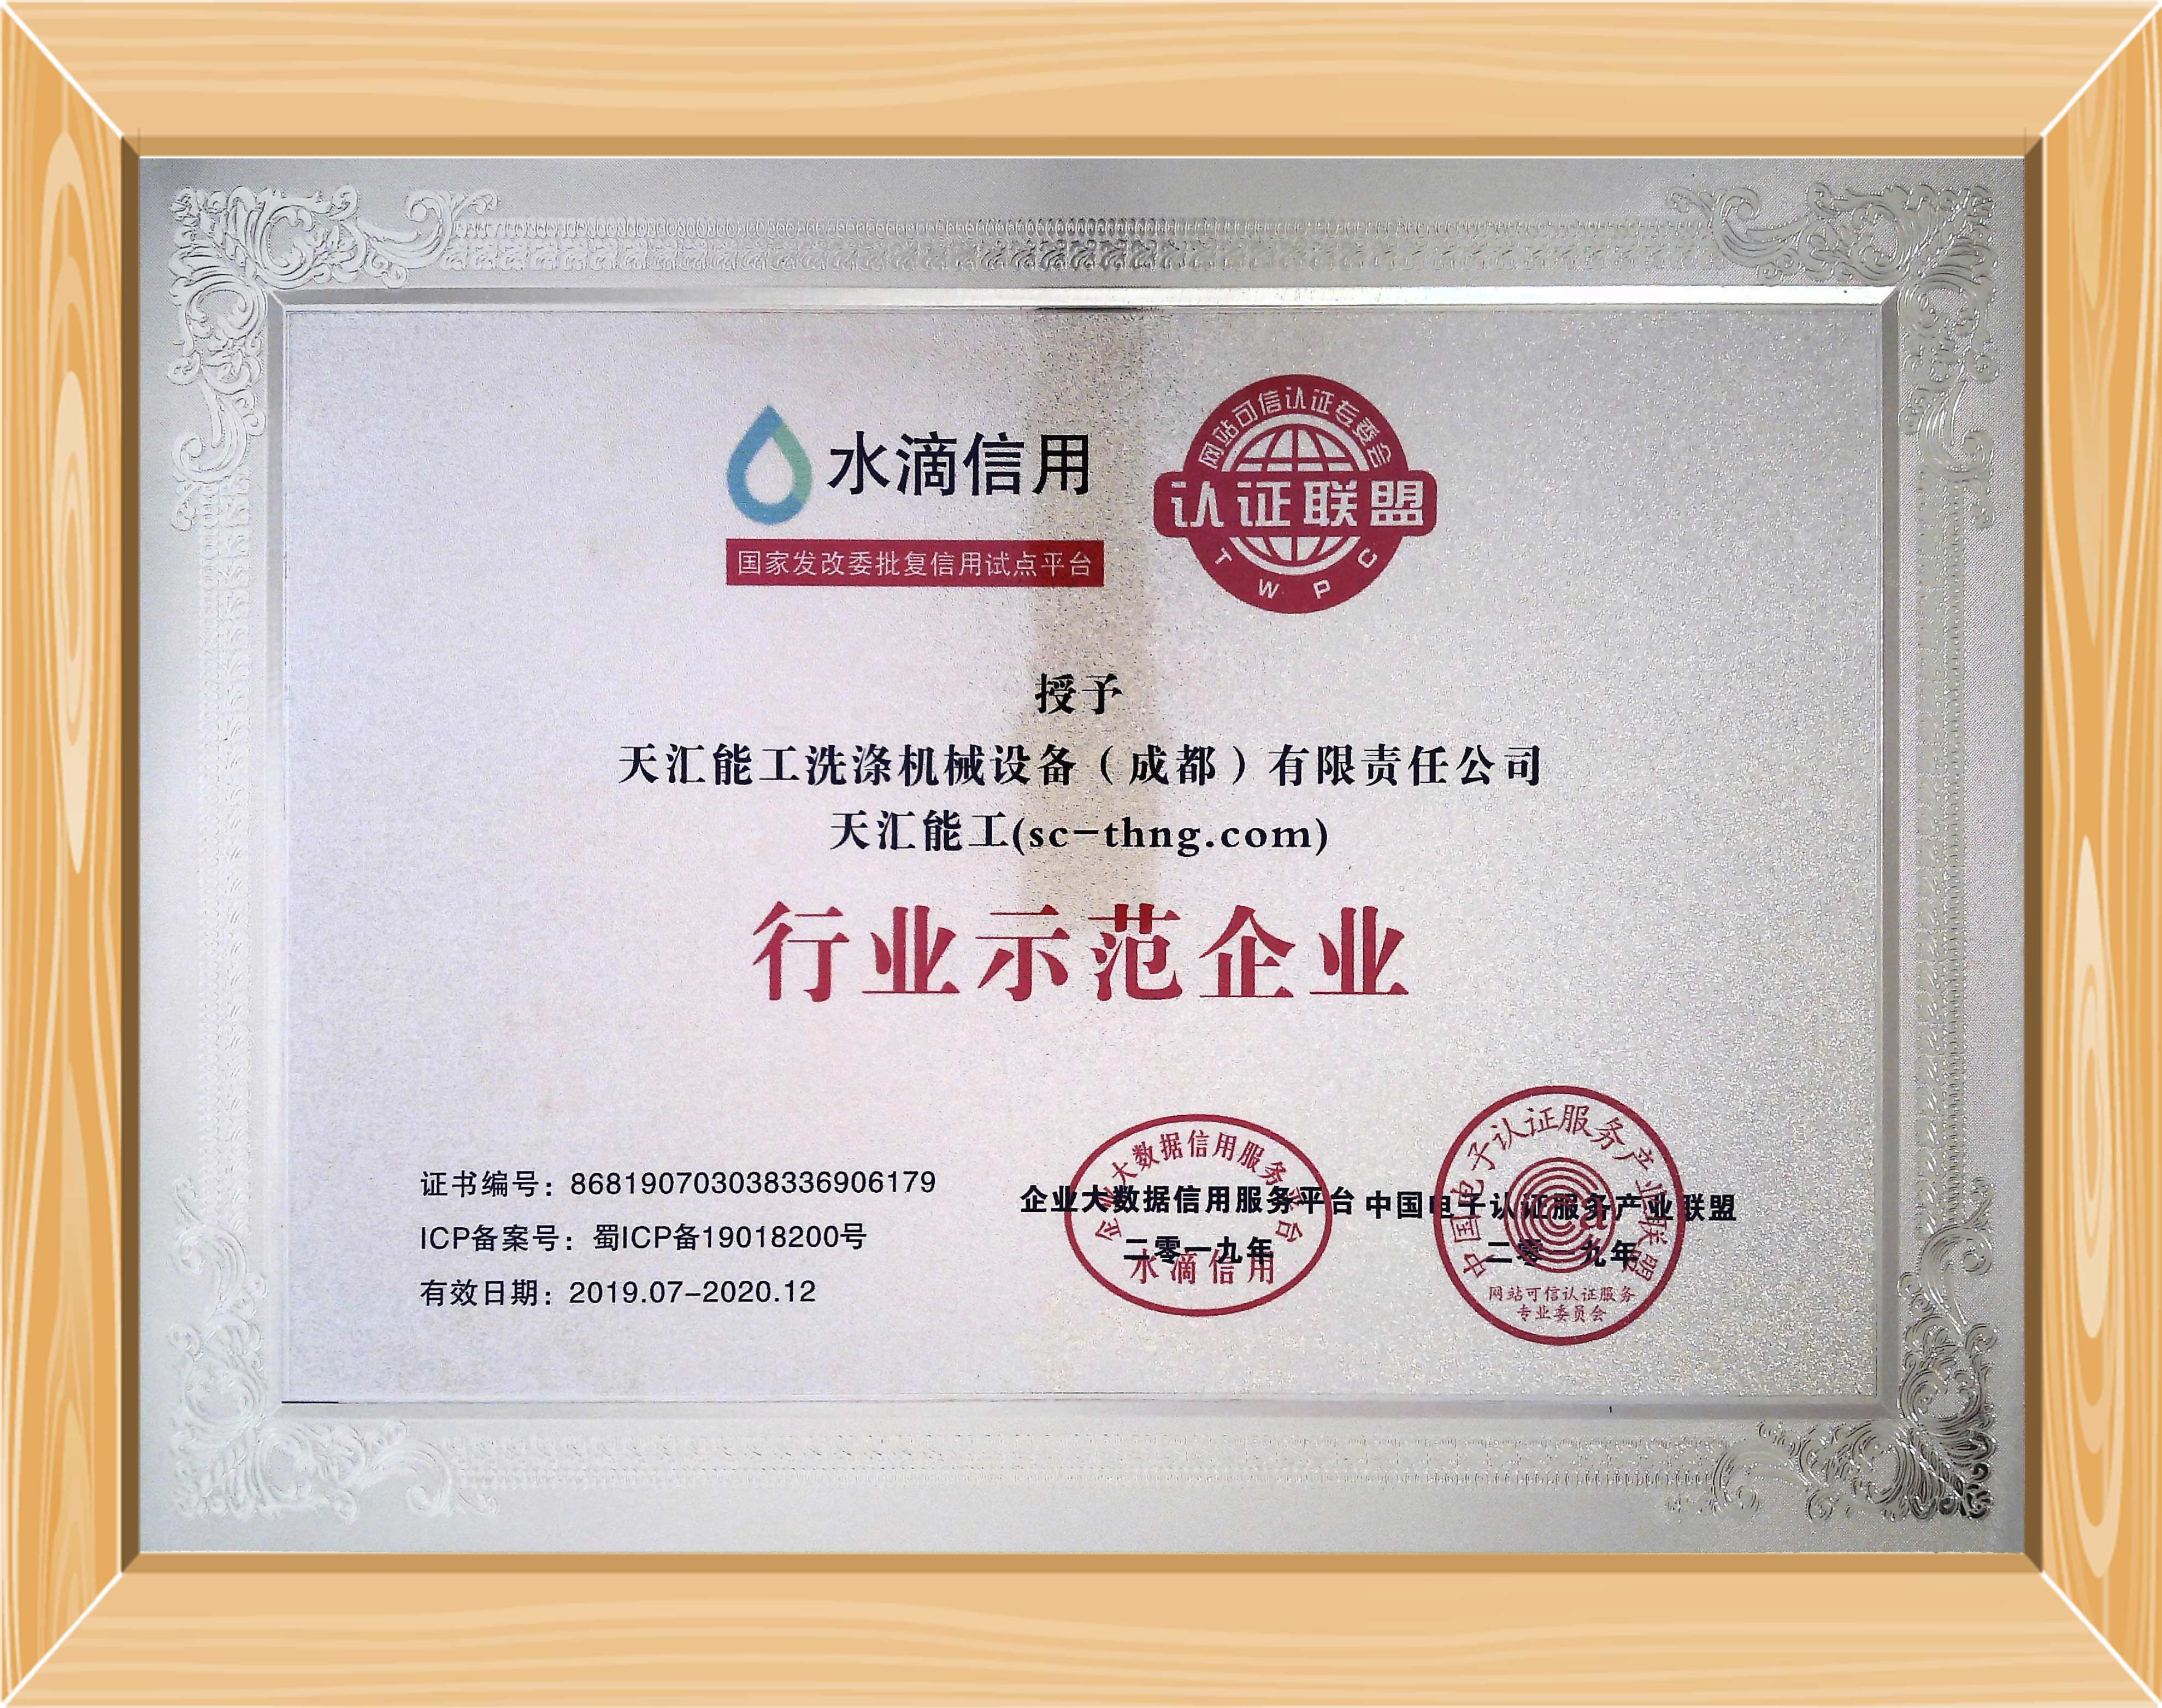 水滴信用
国家发改委批复信用试点平台
网站可信认证专委会
认证联盟
TWPC
授予
天汇能工洗涤机械设备（成都）有限责任公司
天汇能工(sc-thng.com)
行业示范企业
证书编号：868190703038336906179
ICP备案号：蜀ICP备19018200号
有效日期：2019.07-2020.12
企业大数据信用服务平台
二零一九年
企业大数据信用服务平台
水滴信用
中国电子认证服务产业联盟
二零一九年
中国电子认证服务产业联盟
网站可信认证服务
专业委员会